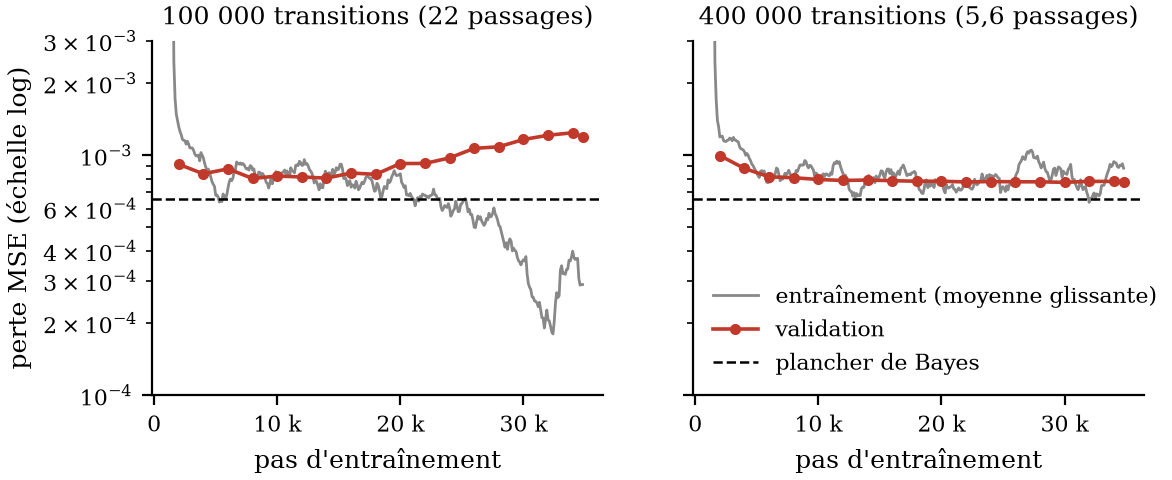 100 000 transitions (22 passages)
400 000 transitions (5,6 passages)
perte MSE (échelle log)
3 × 10⁻³
2 × 10⁻³
10⁻³
6 × 10⁻⁴
4 × 10⁻⁴
3 × 10⁻⁴
2 × 10⁻⁴
10⁻⁴
0 10 k 20 k 30 k
pas d'entraînement
entraînement (moyenne glissante)
validation
plancher de Bayes
0 10 k 20 k 30 k
pas d'entraînement